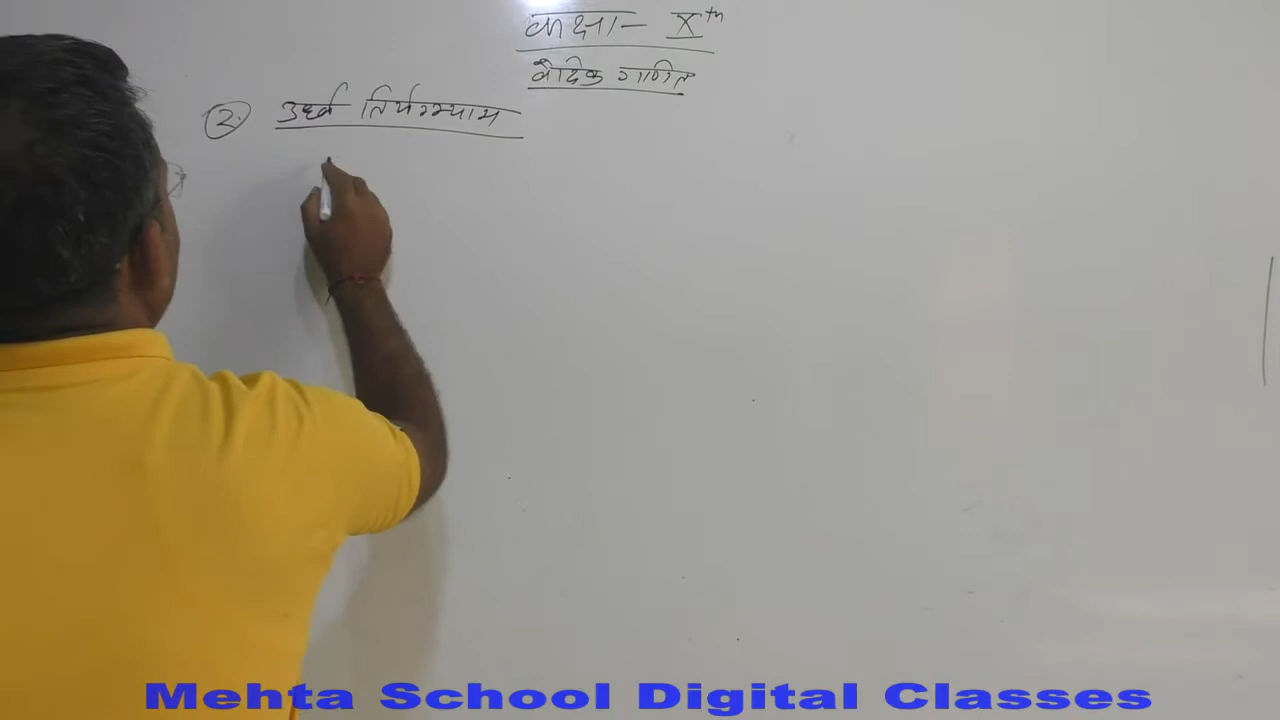 कक्षा- Xth
वैदिक गणित
2. उर्ध्व तिर्यग्भ्याम
Mehta School Digital Classes